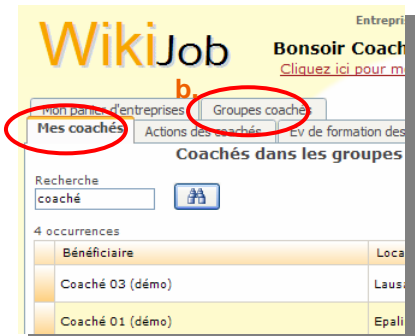 Entrepri
WikiJob
Bonsoir Coach
Cliquez ici pour m
b.
Mon panier d'entreprises Groupes coachés
Mes coachés Actions des coachés Ev de formation des
Coachés dans les groupes
Recherche
coaché
4 occurrences
Bénéficiaire Loca
Coaché 03 (démo) Lausa
Coaché 01 (démo) Epali